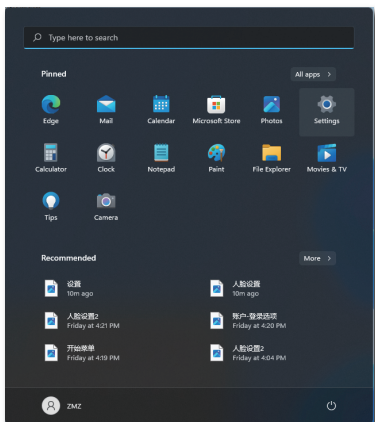 Type here to search
Pinned
All apps >
Edge
Mail
Calendar
Microsoft Store
Photos
Settings
Calculator
Clock
Notepad
Paint
File Explorer
Movies & TV
Tips
Camera
Recommended
More >
设置
10m ago
人脸设置
10m ago
人脸设置2
Friday at 4:21 PM
账户-登录选项
Friday at 4:20 PM
开始菜单
Friday at 4:19 PM
人脸设置2
Friday at 4:04 PM
ZMZ